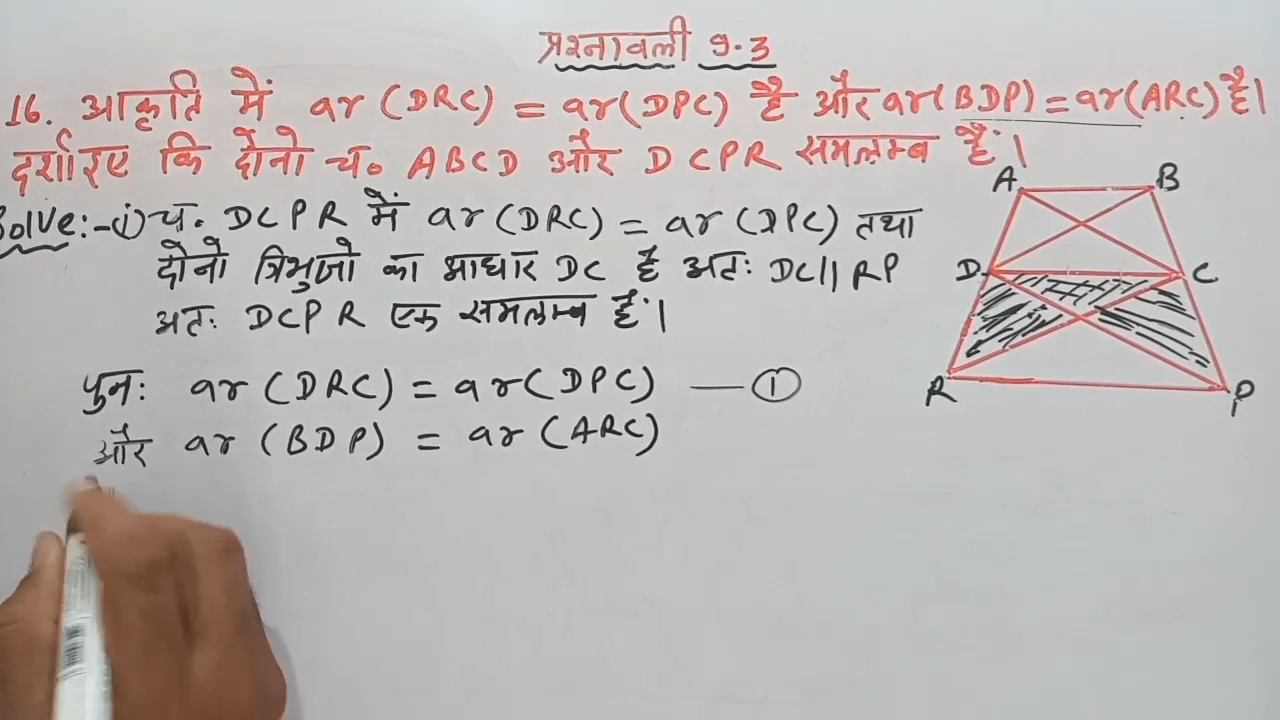 प्रश्नावली 9.3
16. आकृति में ar (DRC) = ar (DPC) है और ar (BDP) = ar (ARC) है।
दर्शाइए कि दोनो च. ABCD और DCPR समलम्ब हैं।
Solve:-(i) च. DCPR में ar (DRC) = ar (DPC) तथा
दोनो त्रिभुजो का आधार DC है अतः DC || RP
अतः DCPR एक समलम्ब है।
पुनः ar (DRC) = ar (DPC) — ①
और ar (BDP) = ar (ARC)
A
B
D
C
R
P